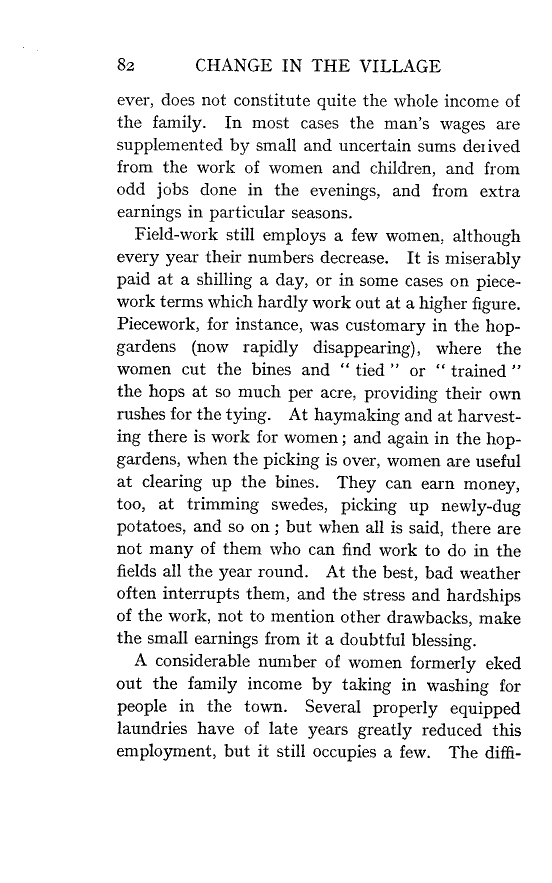 82 CHANGE IN THE VILLAGE
ever, does not constitute quite the whole income of
the family. In most cases the man's wages are
supplemented by small and uncertain sums derived
from the work of women and children, and from
odd jobs done in the evenings, and from extra
earnings in particular seasons.
Field-work still employs a few women, although
every year their numbers decrease. It is miserably
paid at a shilling a day, or in some cases on piece-
work terms which hardly work out at a higher figure.
Piecework, for instance, was customary in the hop-
gardens (now rapidly disappearing), where the
women cut the bines and “ tied ” or “ trained ”
the hops at so much per acre, providing their own
rushes for the tying. At haymaking and at harvest-
ing there is work for women ; and again in the hop-
gardens, when the picking is over, women are useful
at clearing up the bines. They can earn money,
too, at trimming swedes, picking up newly-dug
potatoes, and so on ; but when all is said, there are
not many of them who can find work to do in the
fields all the year round. At the best, bad weather
often interrupts them, and the stress and hardships
of the work, not to mention other drawbacks, make
the small earnings from it a doubtful blessing.
A considerable number of women formerly eked
out the family income by taking in washing for
people in the town. Several properly equipped
laundries have of late years greatly reduced this
employment, but it still occupies a few. The diffi-